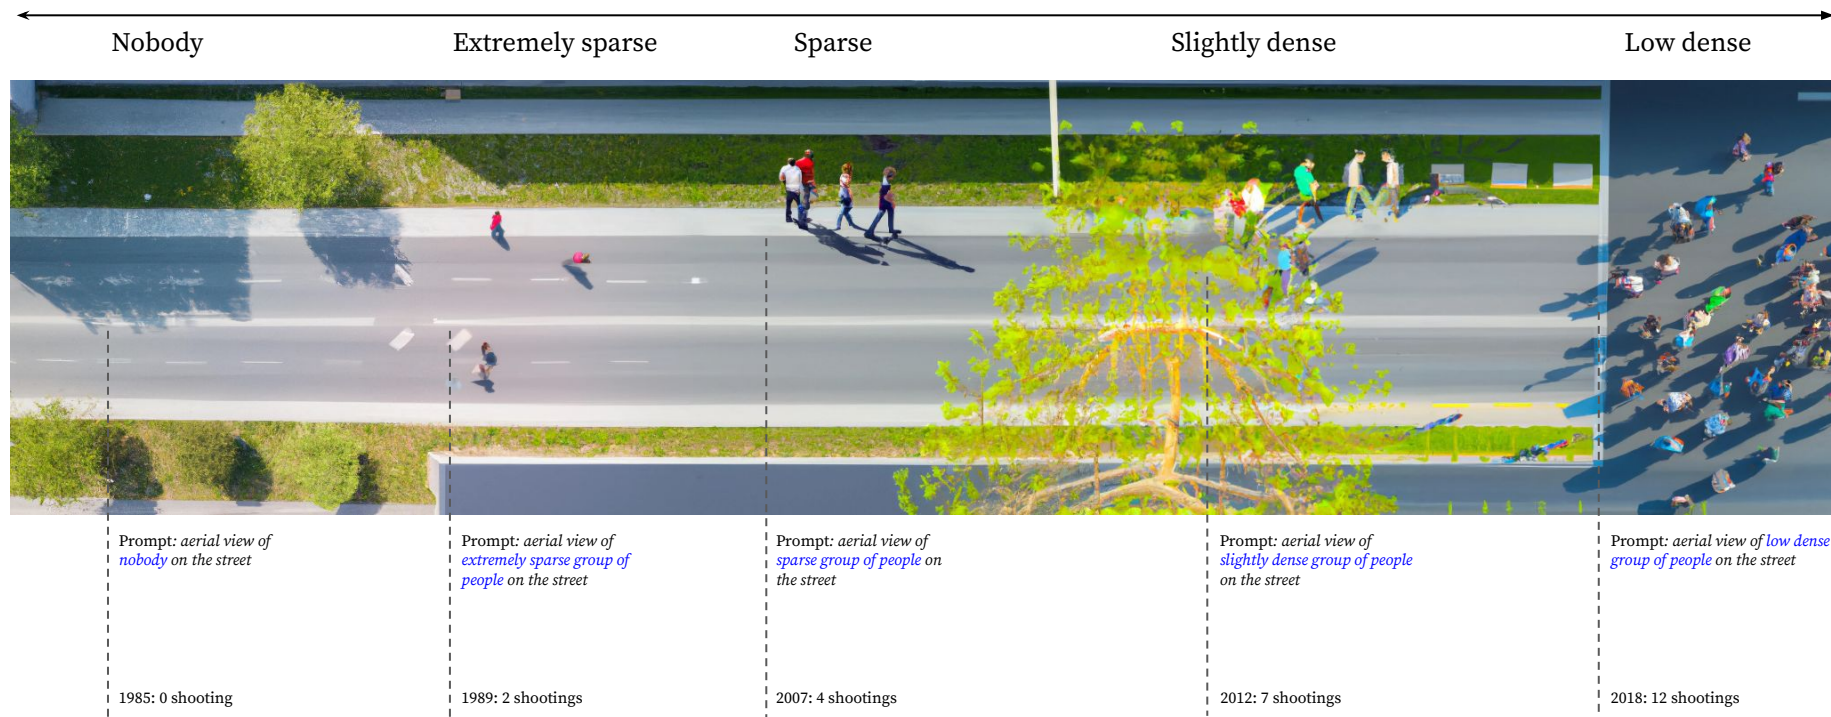 Nobody
Extremely sparse
Sparse
Slightly dense
Low dense
Prompt: aerial view of
nobody on the street
Prompt: aerial view of
extremely sparse group of
people on the street
Prompt: aerial view of
sparse group of people on
the street
Prompt: aerial view of
slightly dense group of people
on the street
Prompt: aerial view of low dense
group of people on the street
1985: 0 shooting
1989: 2 shootings
2007: 4 shootings
2012: 7 shootings
2018: 12 shootings